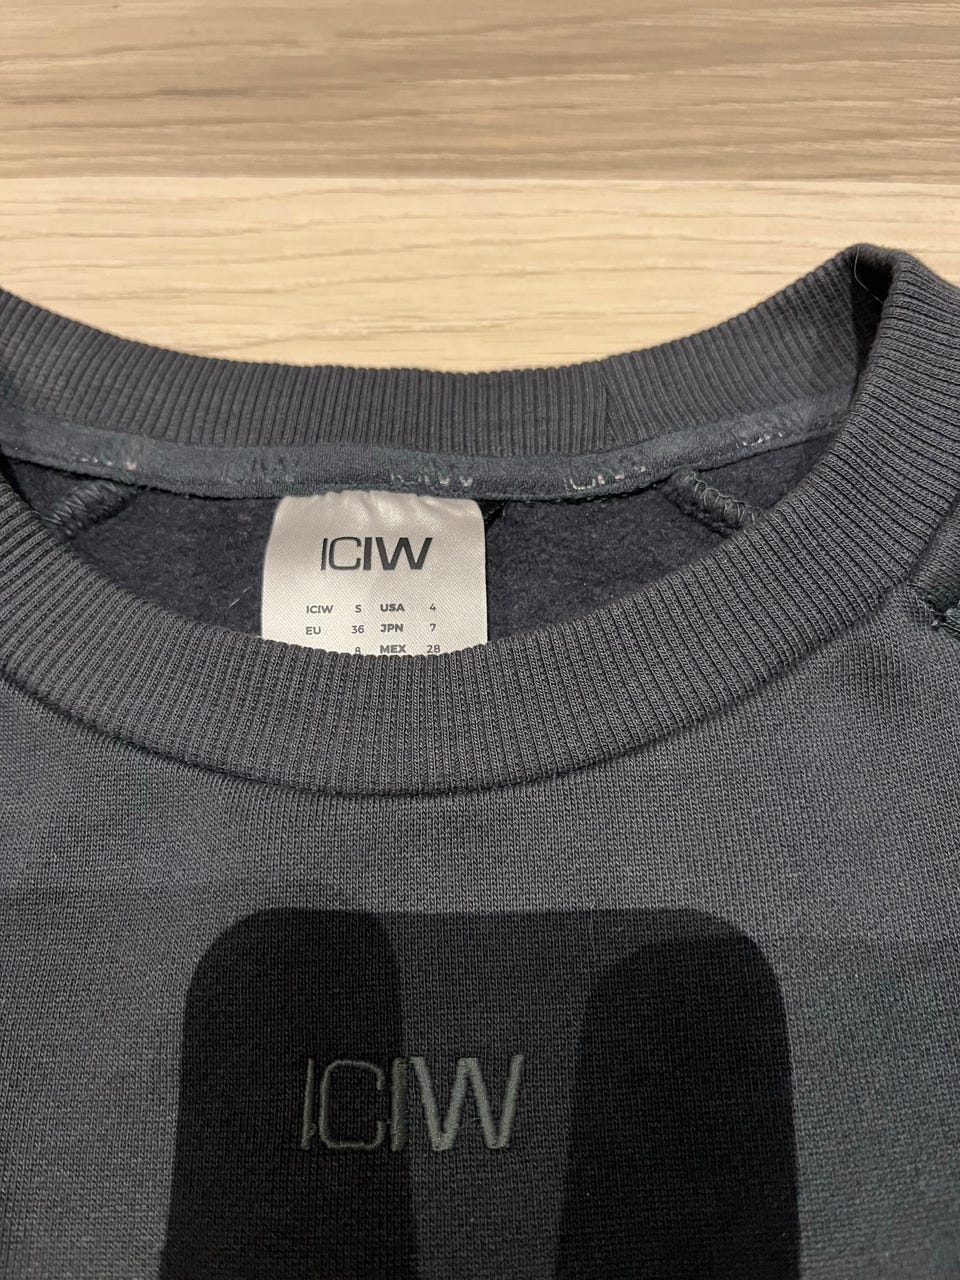 ICIW
ICIW S USA 4
EU 36 JPN 7
8 MEX 28
ICIW